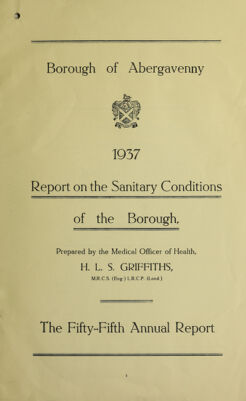 Borough of Abergavenny
1937
Report on the Sanitary Conditions
of the Borough.
Prepared by the Medical Officer of Health,
H. L. S. GRIFFITHS,
M.R.C.S. (Eng.) L.R.C.P. (Lond.)
The Fifty-Fifth Annual Report